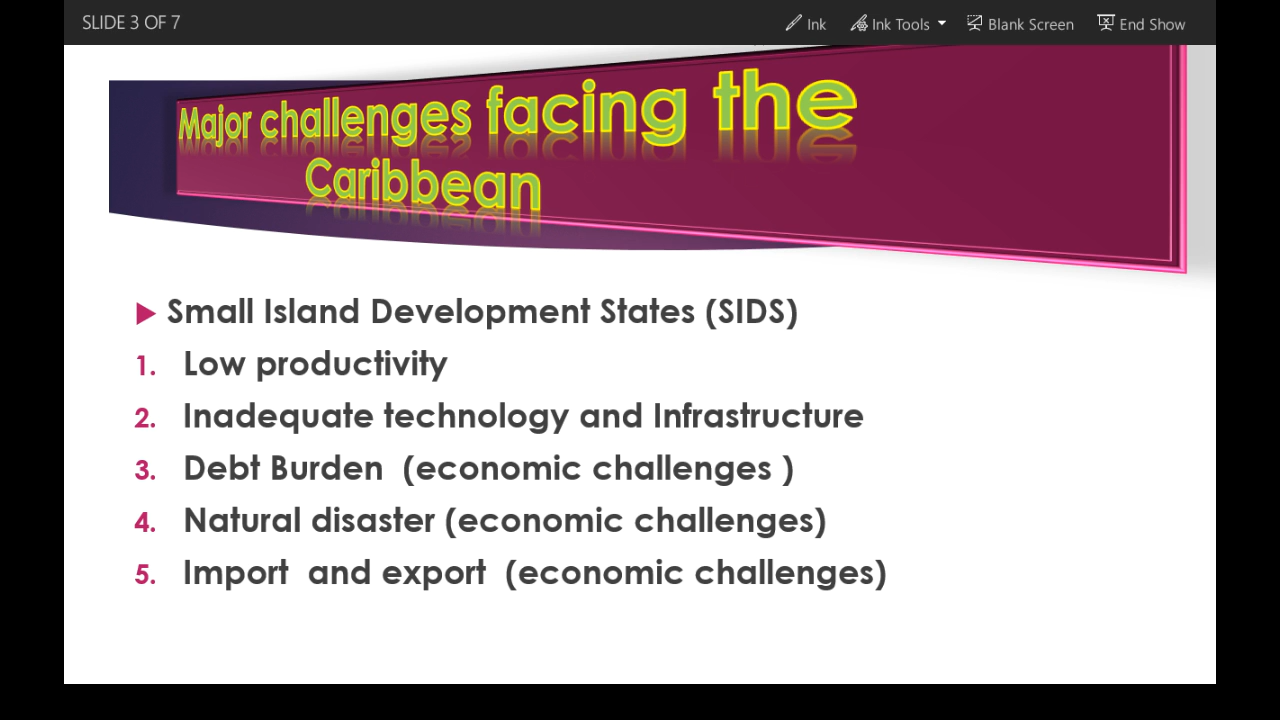 SLIDE 3 OF 7
Ink
Ink Tools
Blank Screen
End Show
Major challenges facing the
Caribbean
Small Island Development States (SIDS)
1. Low productivity
2. Inadequate technology and Infrastructure
3. Debt Burden  (economic challenges )
4. Natural disaster (economic challenges)
5. Import  and export  (economic challenges)